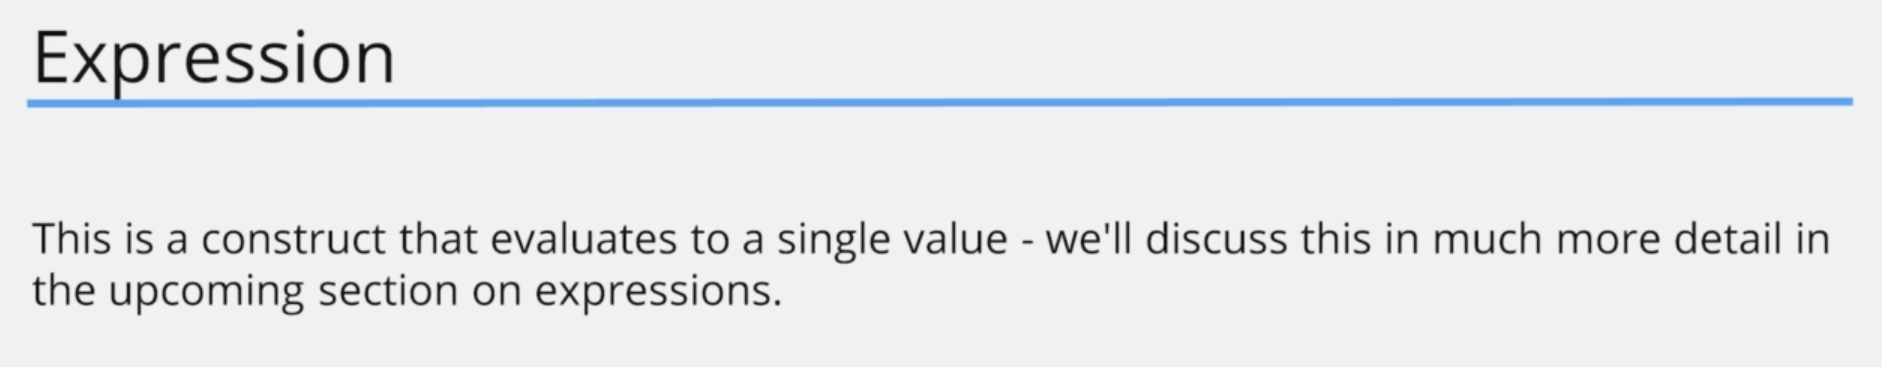 Expression
This is a construct that evaluates to a single value - we'll discuss this in much more detail in
the upcoming section on expressions.